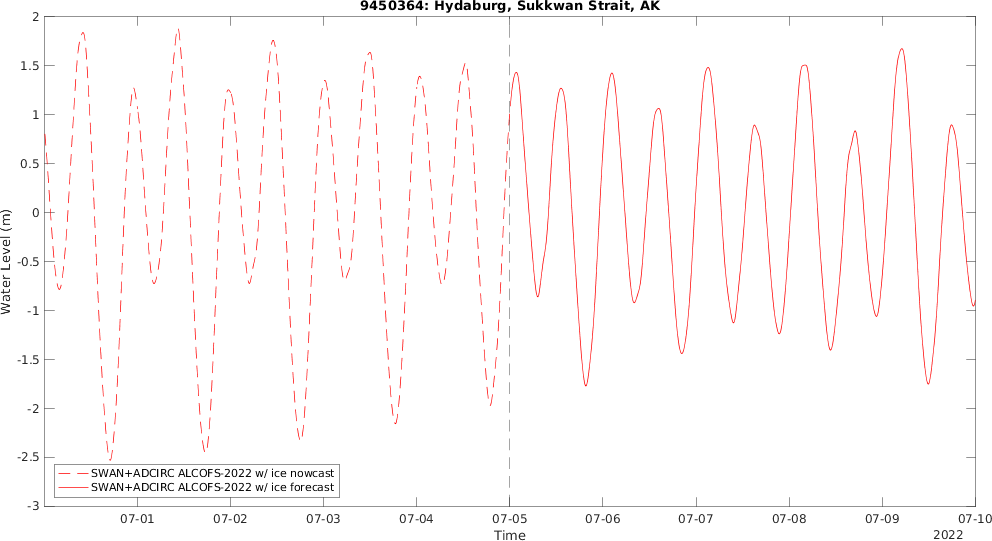 9450364: Hydaburg, Sukkwan Strait, AK
2
1.5
1
0.5
0
-0.5
-1
-1.5
-2
-2.5
-3
Water Level (m)
SWAN+ADCIRC ALCOFS-2022 w/ ice nowcast
SWAN+ADCIRC ALCOFS-2022 w/ ice forecast
07-01 07-02 07-03 07-04 07-05 07-06 07-07 07-08 07-09 07-10
Time
2022